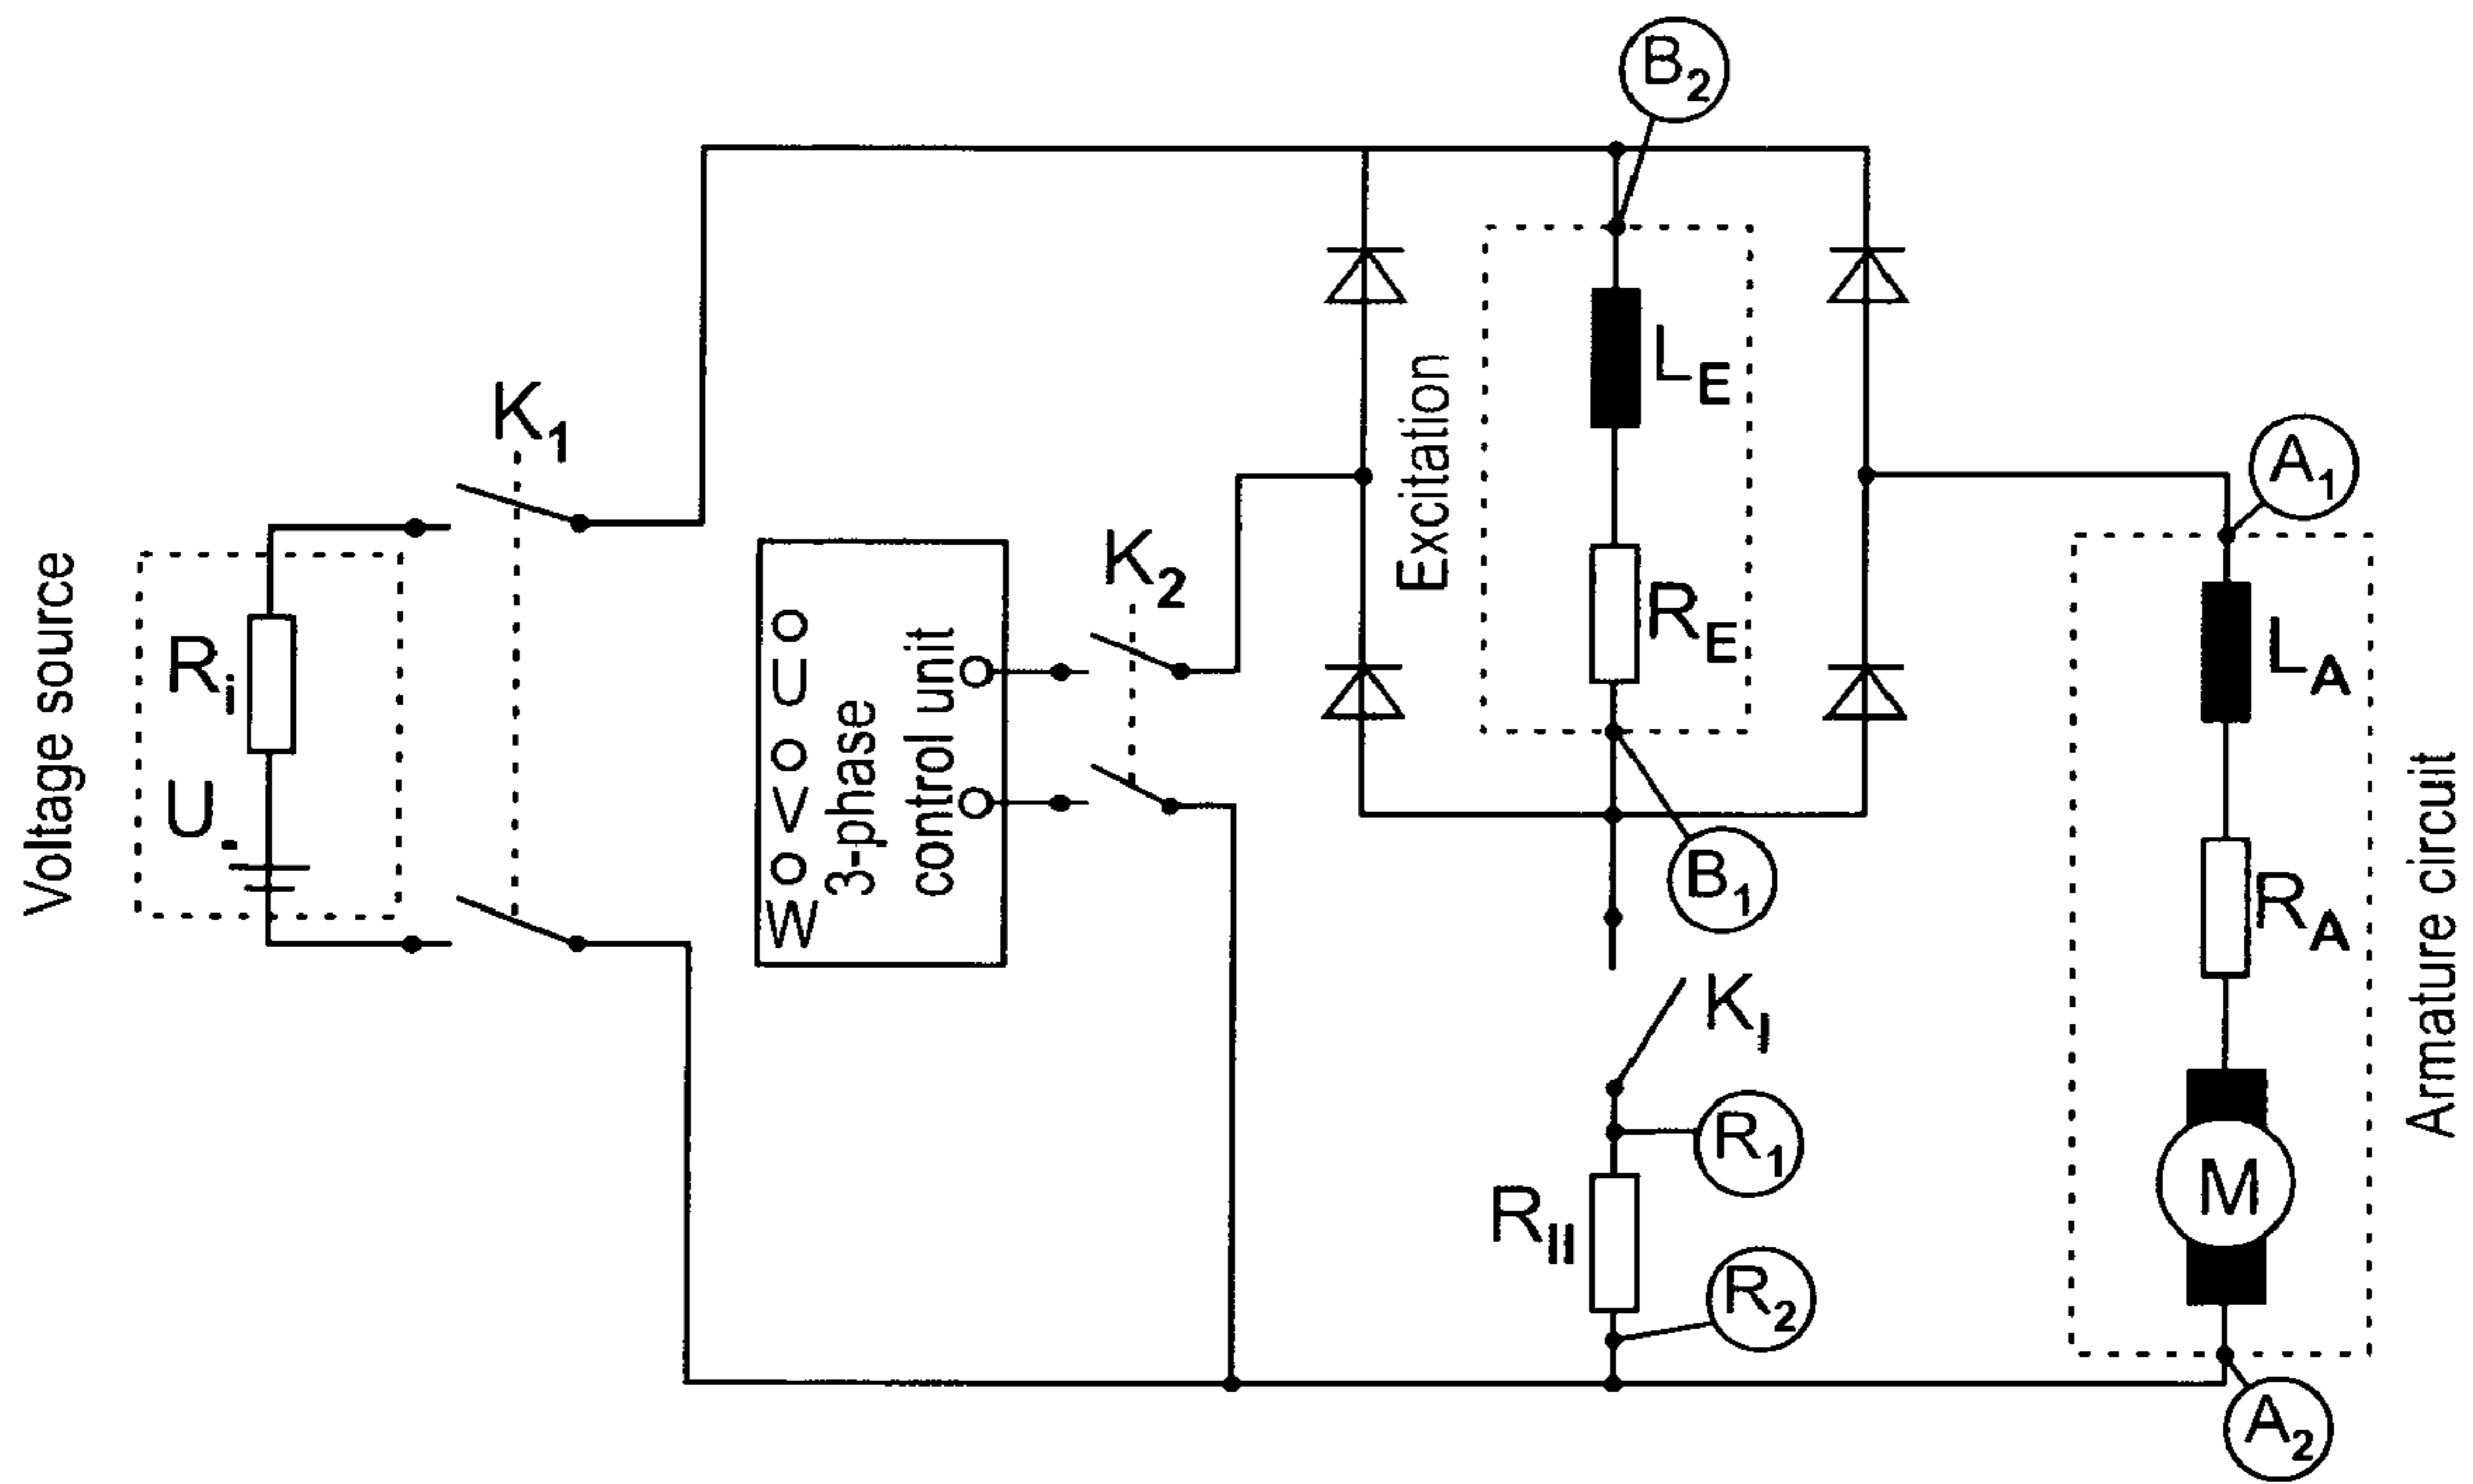 B2
K1
Voltage source
Ri
U.
U
V
W
3-phase
control unit
K2
Excitation
LE
RE
B1
KI
R1
RII
R2
A1
LA
RA
M
Armature circuit
A2